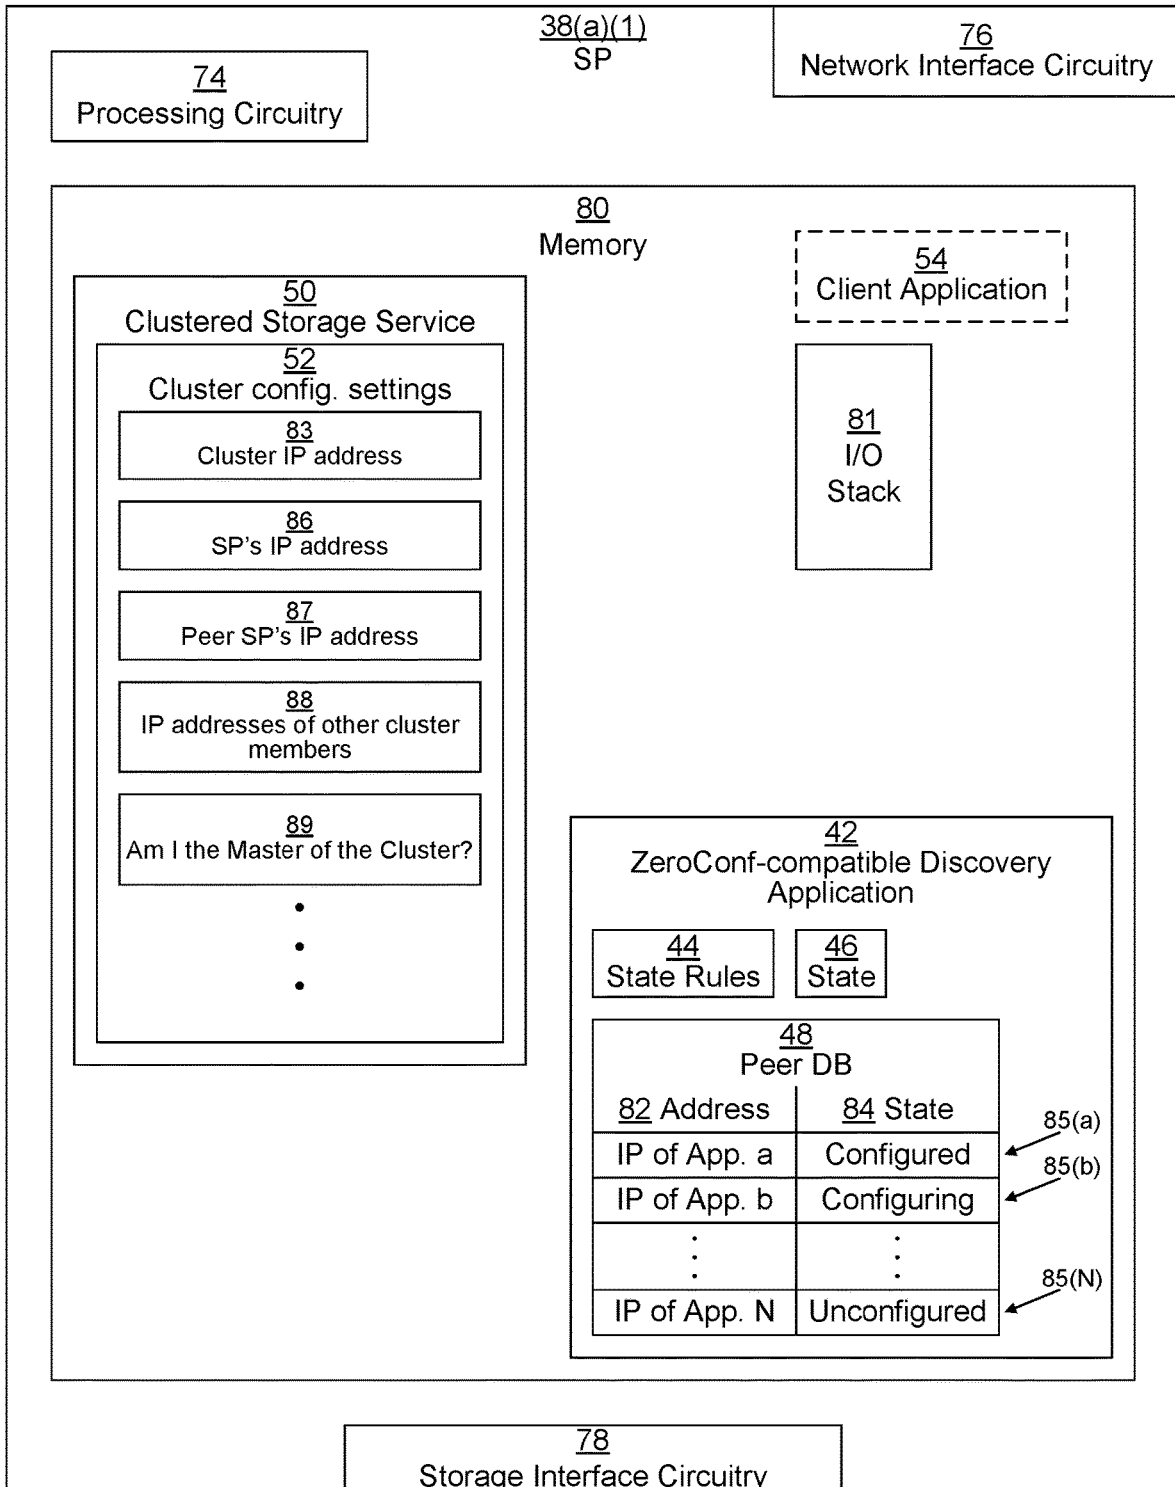 38(a)(1)
SP
76
Network Interface Circuitry
74
Processing Circuitry
80
Memory
54
Client Application
50
Clustered Storage Service
52
Cluster config. settings
83
Cluster IP address
86
SP's IP address
87
Peer SP's IP address
88
IP addresses of other cluster
members
89
Am I the Master of the Cluster?
81
I/O
Stack
42
ZeroConf-compatible Discovery
Application
44
State Rules
46
State
48
Peer DB
82 Address 84 State
IP of App. a Configured 85(a)
IP of App. b Configuring 85(b)
IP of App. N Unconfigured 85(N)
78
Storage Interface Circuitry